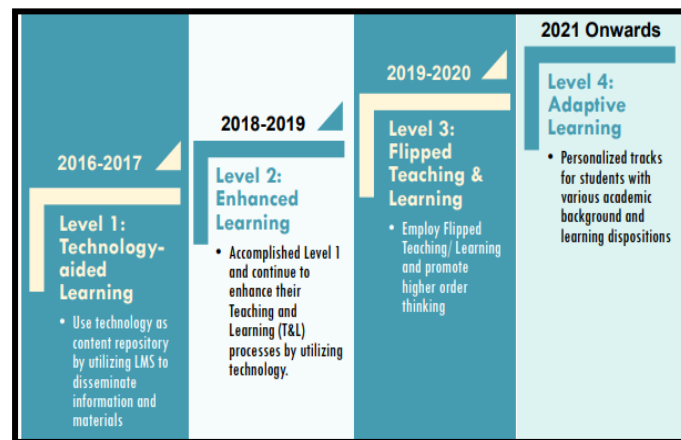 2016-2017
Level 1:
Technology-
aided
Learning
• Use technology as
content repository
by utilizing LMS to
disseminate
information and
materials
2018-2019
Level 2:
Enhanced
Learning
• Accomplished Level 1
and continue to
enhance their
Teaching and
Learning (T&L)
processes by utilizing
technology.
2019-2020
Level 3:
Flipped
Teaching &
Learning
• Employ Flipped
Teaching/ Learning
and promote
higher order
thinking
2021 Onwards
Level 4:
Adaptive
Learning
• Personalized tracks
for students with
various academic
background and
learning dispositions